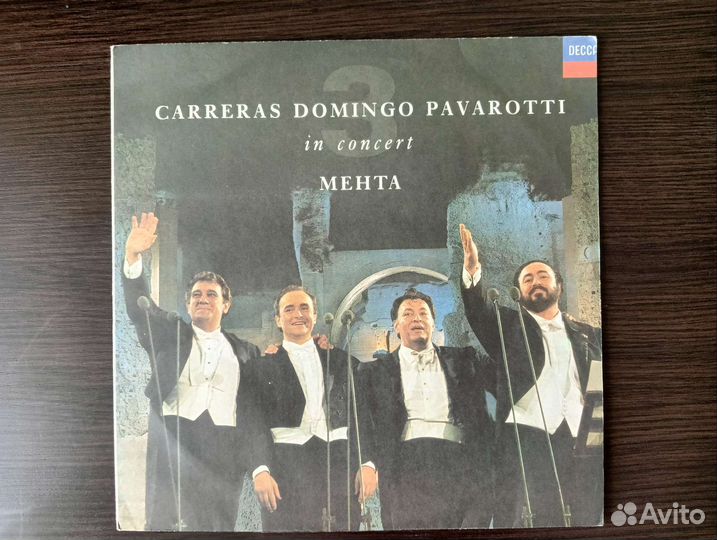 DECCA
3
CARRERAS DOMINGO PAVAROTTI
in concert
MEHTA
Avito